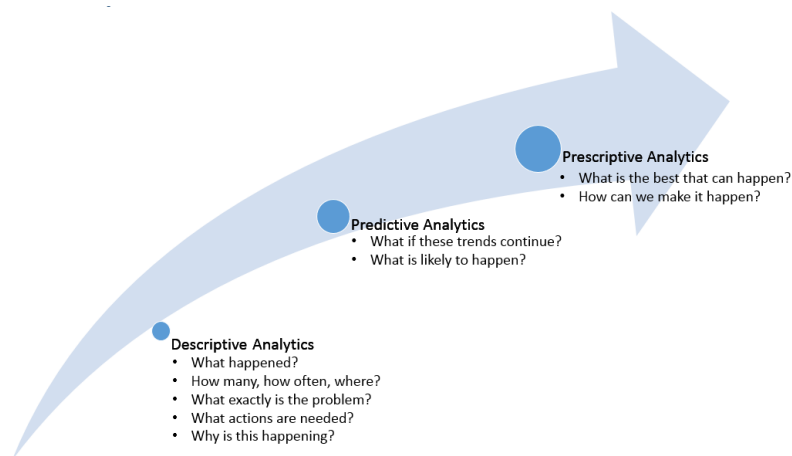 Prescriptive Analytics
• What is the best that can happen?
• How can we make it happen?
Predictive Analytics
• What if these trends continue?
• What is likely to happen?
Descriptive Analytics
• What happened?
• How many, how often, where?
• What exactly is the problem?
• What actions are needed?
• Why is this happening?